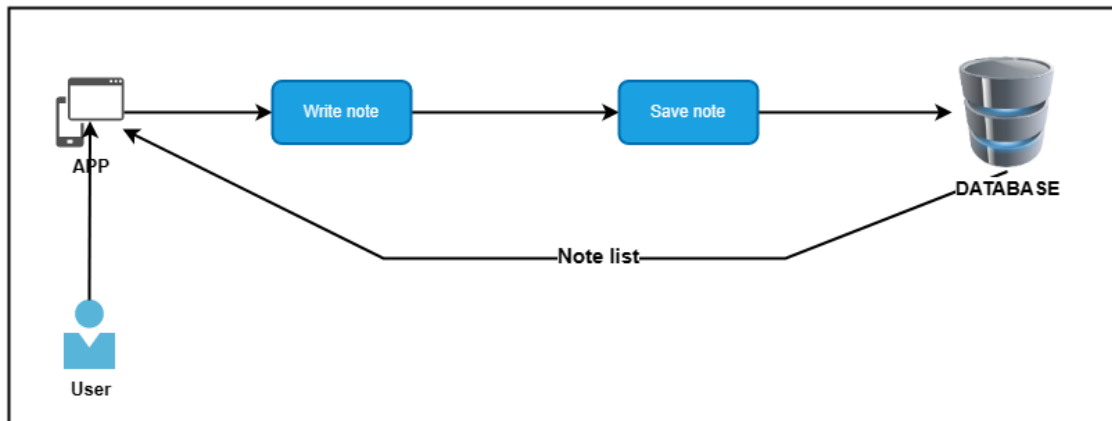 Write note
Save note
APP
DATABASE
Note list
User